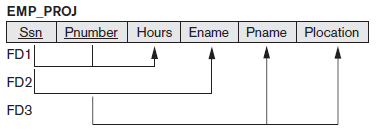 EMP_PROJ
Ssn Pnumber Hours Ename Pname Plocation
FD1
FD2
FD3